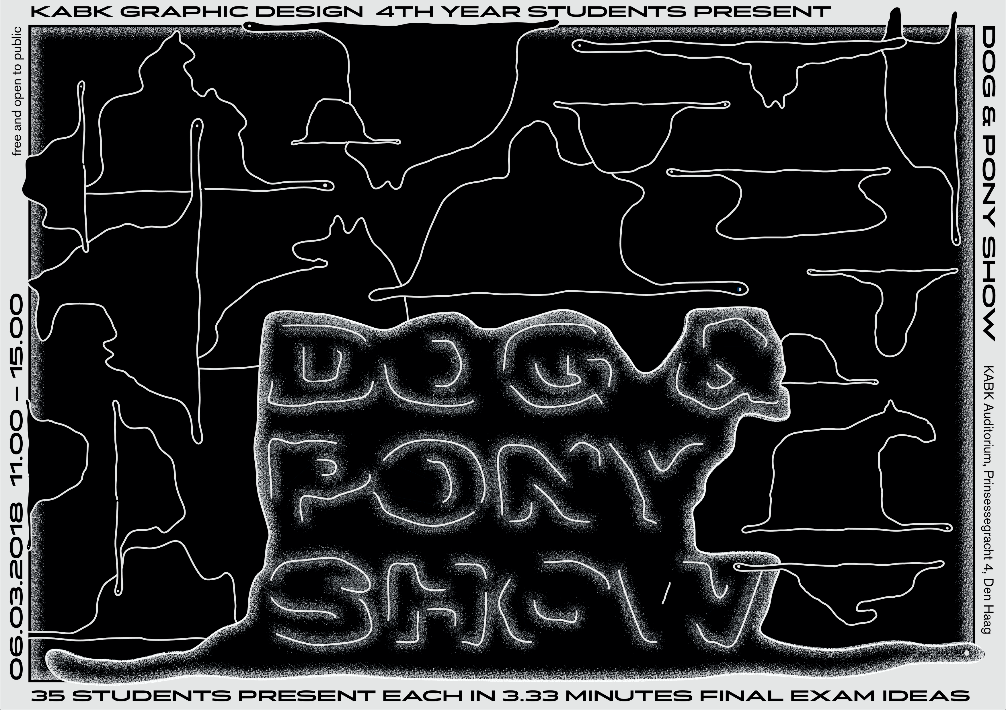 KABK GRAPHIC DESIGN 4TH YEAR STUDENTS PRESENT
free and open to public
DOG & PONY SHOW
KABK Auditorium, Prinsessegracht 4, Den Haag
06.03.2018 11.00 – 15.00
DOG &
PONY
SHOW
35 STUDENTS PRESENT EACH IN 3.33 MINUTES FINAL EXAM IDEAS